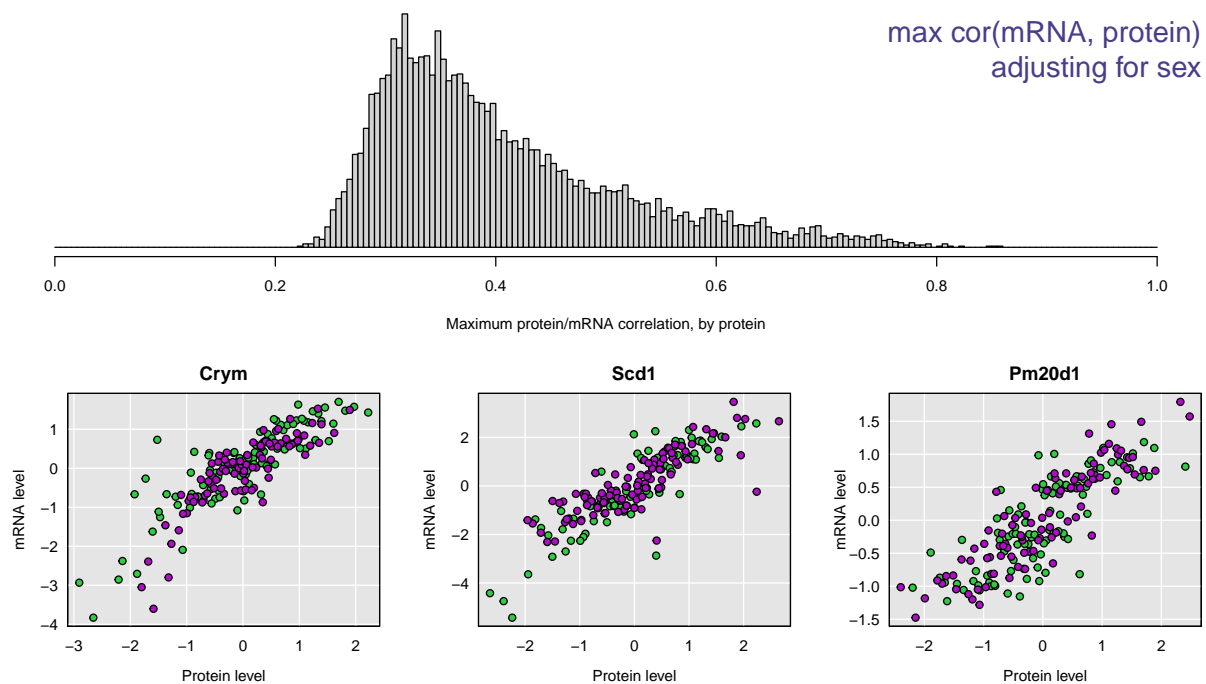 max cor(mRNA, protein)
adjusting for sex
0.0 0.2 0.4 0.6 0.8 1.0
Maximum protein/mRNA correlation, by protein
Crym
1
0
−1
−2
−3
−4
mRNA level
−3 −2 −1 0 1 2
Protein level
Scd1
2
0
−2
−4
mRNA level
−2 −1 0 1 2
Protein level
Pm20d1
1.5
1.0
0.5
0.0
−0.5
−1.0
−1.5
mRNA level
−2 −1 0 1 2
Protein level